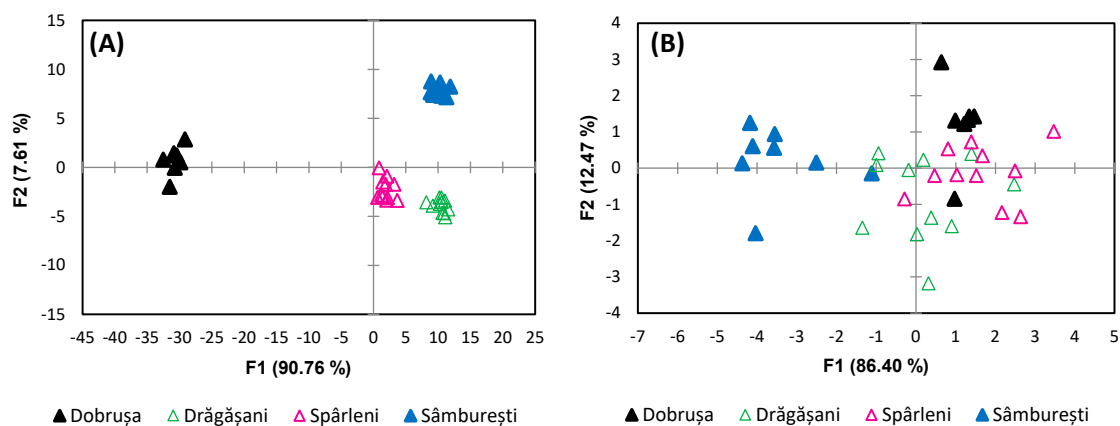 (A)
15
10
5
0
-5
-10
-15
F2 (7.61 %)
-45 -40 -35 -30 -25 -20 -15 -10 -5 0 5 10 15 20 25
F1 (90.76 %)
▲Dobrușa △Drăgășani △Spârleni ▲Sâmburești
(B)
4
3
2
1
0
-1
-2
-3
-4
F2 (12.47 %)
-7 -6 -5 -4 -3 -2 -1 0 1 2 3 4 5
F1 (86.40 %)
▲Dobrușa △Drăgășani △Spârleni ▲Sâmburești